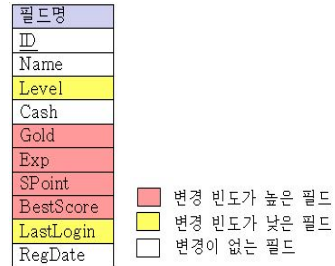 필드명
ID
Name
Level
Cash
Gold
Exp
SPoint
BestScore
LastLogin
RegDate
변경 빈도가 높은 필드
변경 빈도가 낮은 필드
변경이 없는 필드